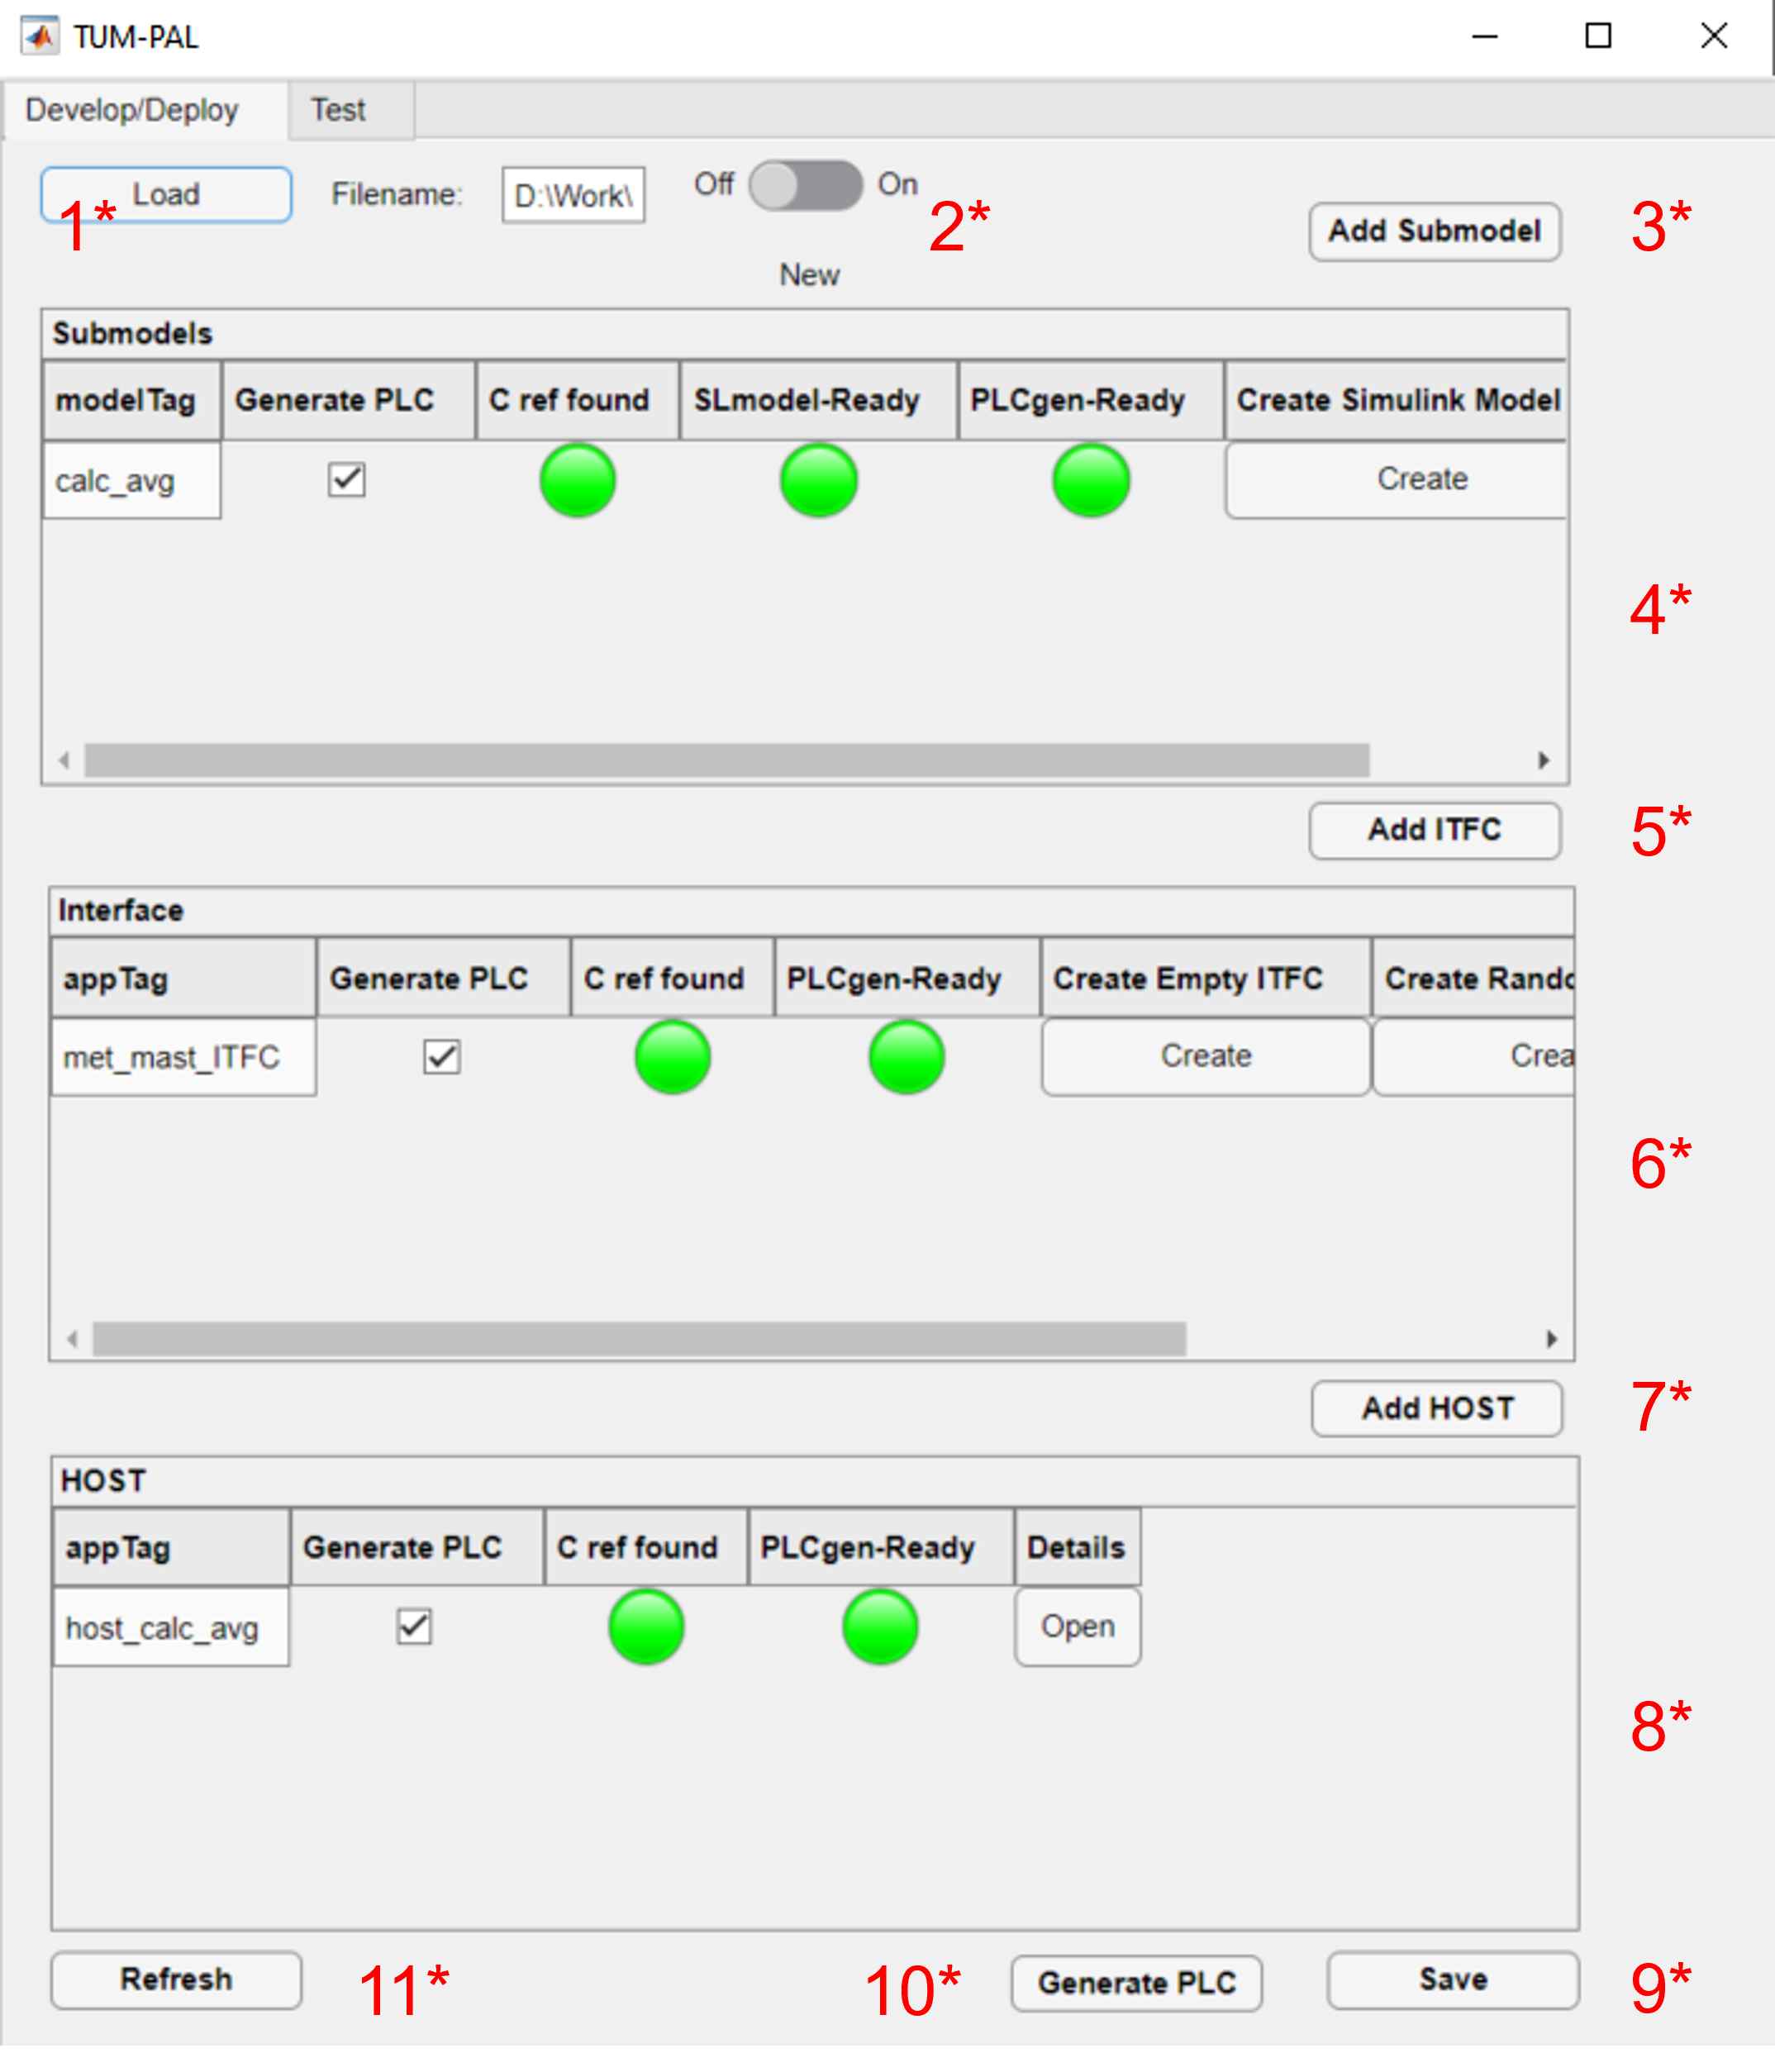 TUM-PAL
Develop/Deploy Test
Load Filename: D:\Work\ Off On
1* 2* Add Submodel 3*
New
Submodels
modelTag Generate PLC C ref found SLmodel-Ready PLCgen-Ready Create Simulink Model
calc_avg Create
4*
Add ITFC 5*
Interface
appTag Generate PLC C ref found PLCgen-Ready Create Empty ITFC Create Rando
met_mast_ITFC Create Crea
6*
Add HOST 7*
HOST
appTag Generate PLC C ref found PLCgen-Ready Details
host_calc_avg Open
8*
Refresh 11* 10* Generate PLC Save 9*